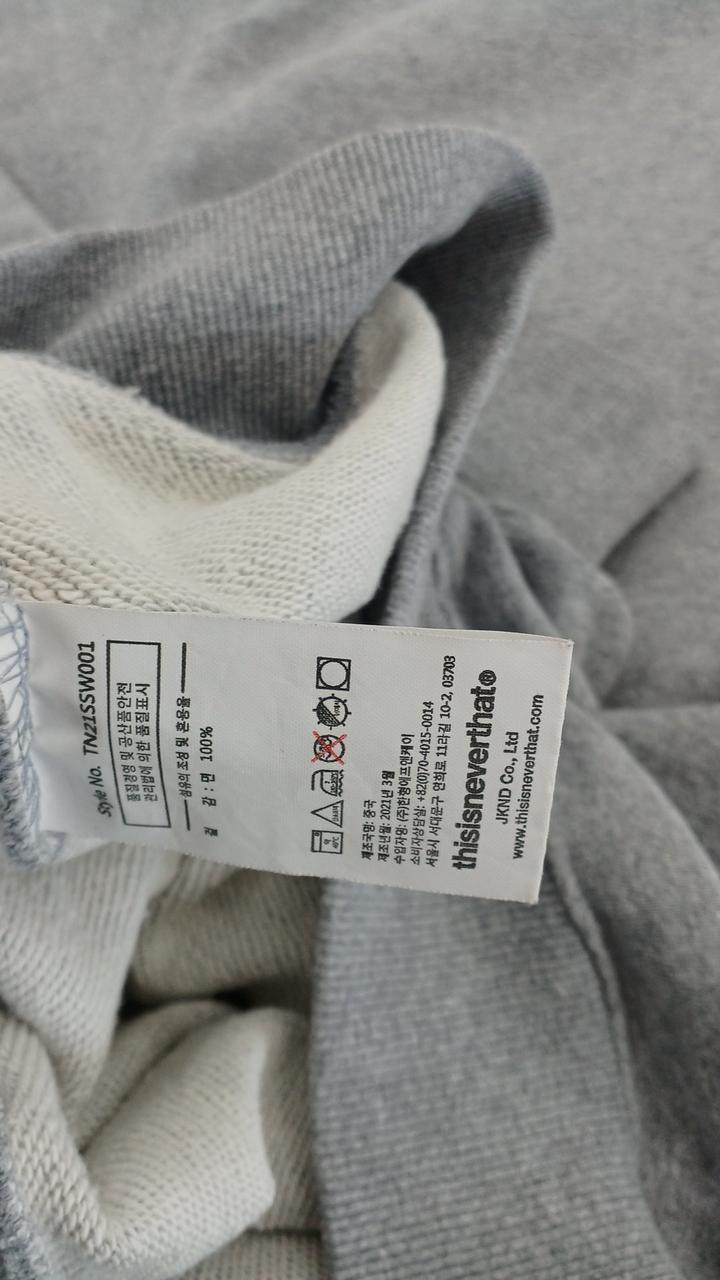 Style No. TN21SSW001
품질경영 및 공산품안전
관리법에 의한 품질표시
섬유의 조성 및 혼용율
겉 감 : 면 100%
제조국명: 중국
제조년월: 2021년 3월
수입자명: (주)한형에프앤케이
소비자상담실: +82(0)70-4015-0014
서울시 서대문구 연희로 11라길 10-2, 03703
thisisneverthat®
JKND Co., Ltd
www.thisisneverthat.com